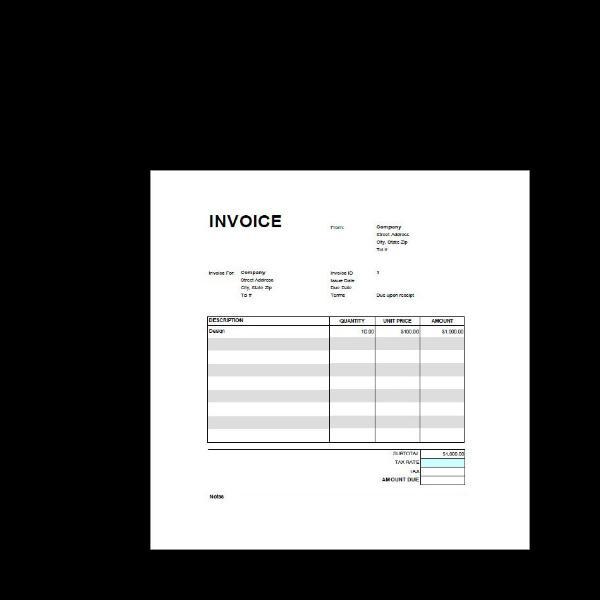 INVOICE
From: Company
Street Address
City, State Zip
Tel #
Invoice For: Company Invoice ID 1
Street Address Issue Date
City, State Zip Due Date
Tel # Terms Due upon receipt
DESCRIPTION QUANTITY UNIT PRICE AMOUNT
Design 10.00 $100.00 $1,000.00
SUBTOTAL $1,000.00
TAX RATE
TAX
AMOUNT DUE
Notes